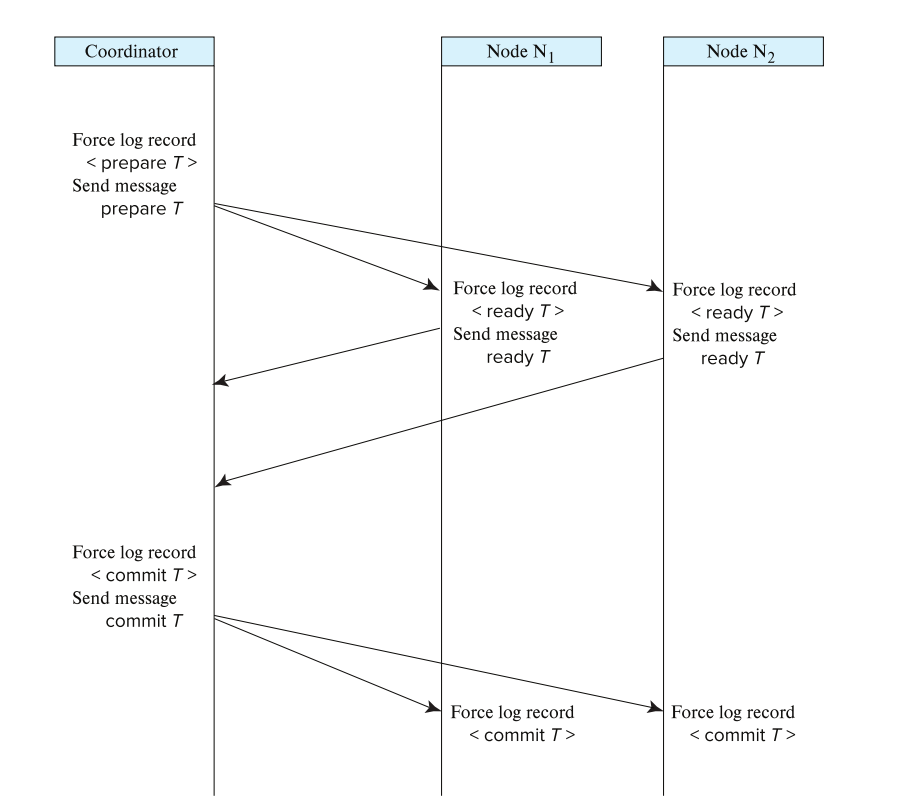 Coordinator
Node N1
Node N2
Force log record
< prepare T >
Send message
prepare T
Force log record
< ready T >
Send message
ready T
Force log record
< ready T >
Send message
ready T
Force log record
< commit T >
Send message
commit T
Force log record
< commit T >
Force log record
< commit T >